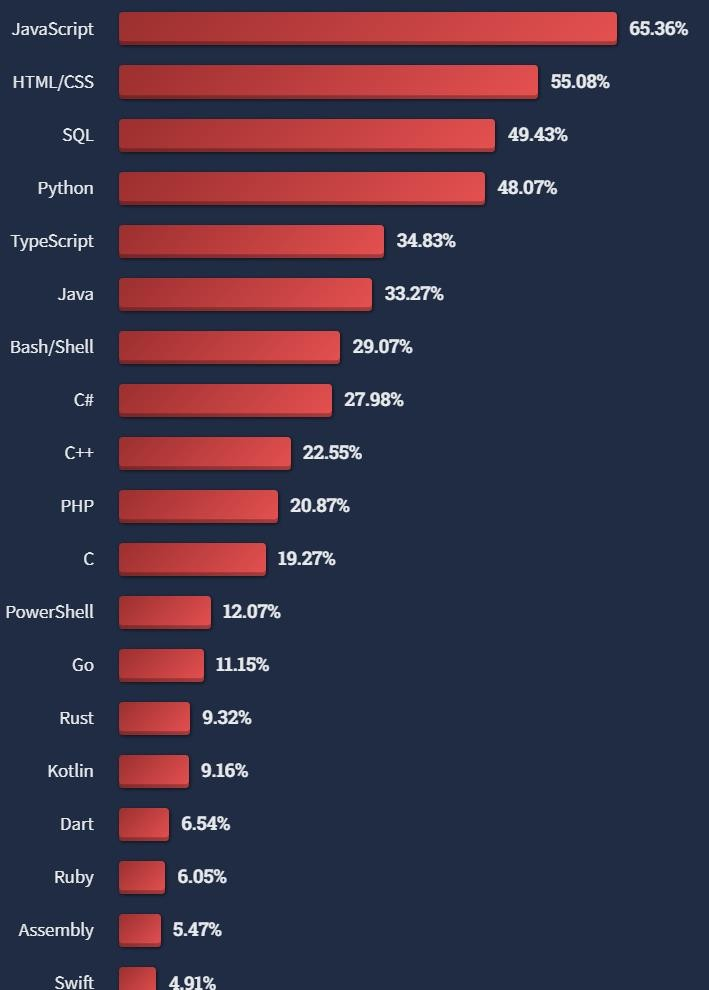 JavaScript 65.36%
HTML/CSS 55.08%
SQL 49.43%
Python 48.07%
TypeScript 34.83%
Java 33.27%
Bash/Shell 29.07%
C# 27.98%
C++ 22.55%
PHP 20.87%
C 19.27%
PowerShell 12.07%
Go 11.15%
Rust 9.32%
Kotlin 9.16%
Dart 6.54%
Ruby 6.05%
Assembly 5.47%
Swift 4.91%